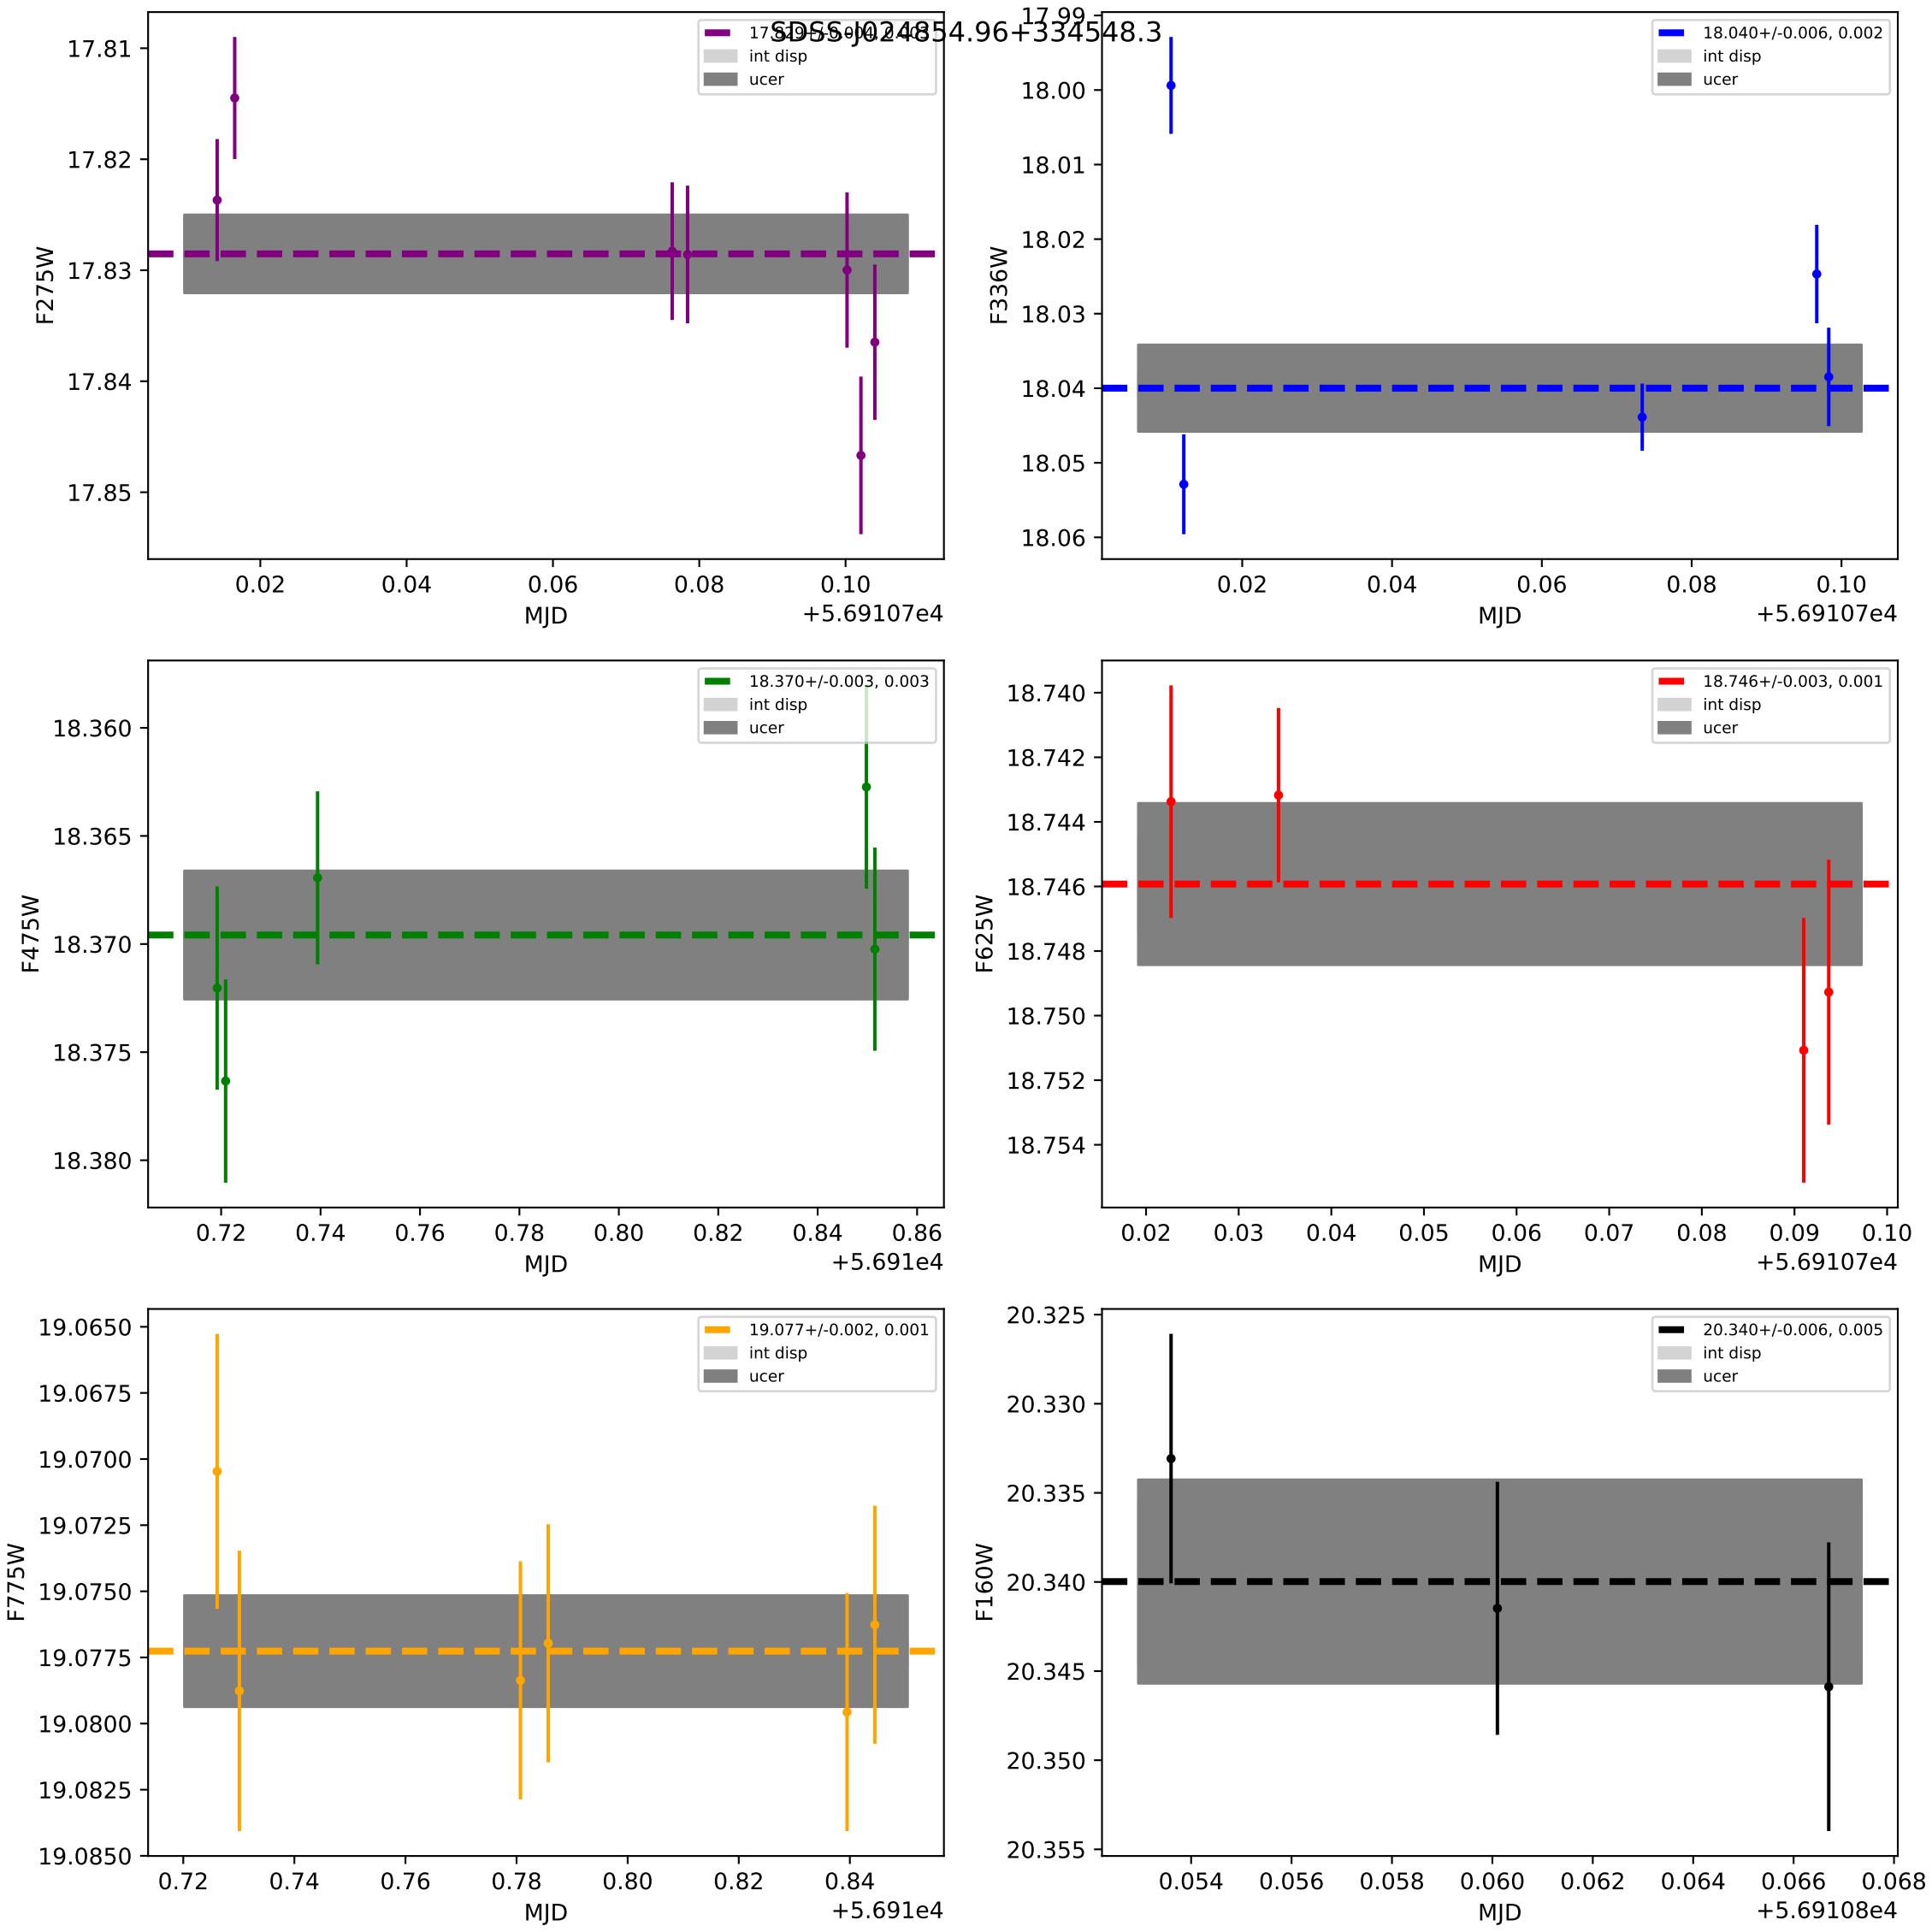 SDSS-J024854.96+334548.3
17.81
17.82
17.83
17.84
17.85
F275W
0.02
0.04
0.06
0.08
0.10
MJD
+5.69107e4
int disp
ucer
17.99
18.00
18.01
18.02
18.03
18.04
18.05
18.06
F336W
0.02
0.04
0.06
0.08
0.10
MJD
+5.69107e4
18.040+/-0.006, 0.002
int disp
ucer
18.360
18.365
18.370
18.375
18.380
F475W
0.72
0.74
0.76
0.78
0.80
0.82
0.84
0.86
MJD
+5.691e4
18.370+/-0.003, 0.003
int disp
ucer
18.740
18.742
18.744
18.746
18.748
18.750
18.752
18.754
F625W
0.02
0.03
0.04
0.05
0.06
0.07
0.08
0.09
0.10
MJD
+5.69107e4
18.746+/-0.003, 0.001
int disp
ucer
19.0650
19.0675
19.0700
19.0725
19.0750
19.0775
19.0800
19.0825
19.0850
F775W
0.72
0.74
0.76
0.78
0.80
0.82
0.84
MJD
+5.691e4
19.077+/-0.002, 0.001
int disp
ucer
20.325
20.330
20.335
20.340
20.345
20.350
20.355
F160W
0.054
0.056
0.058
0.060
0.062
0.064
0.066
0.068
MJD
+5.69108e4
20.340+/-0.006, 0.005
int disp
ucer